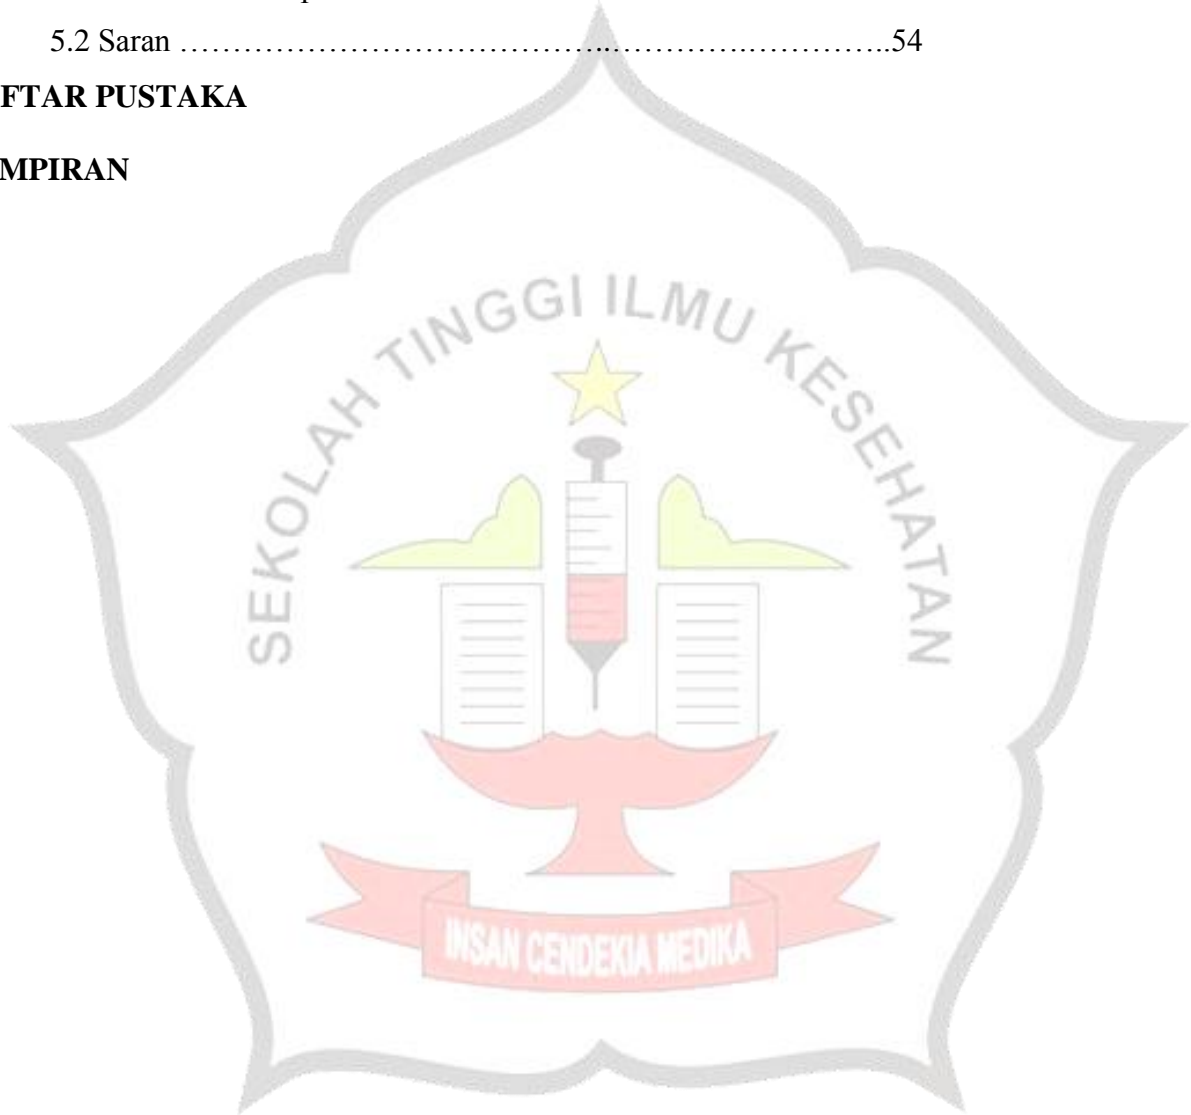 5.2 Saran ………………………………….…………….…………..54
FTAR PUSTAKA
MPIRAN
SEKOLAH TINGGI ILMU KESEHATAN
INSAN CENDEKIA MEDIKA